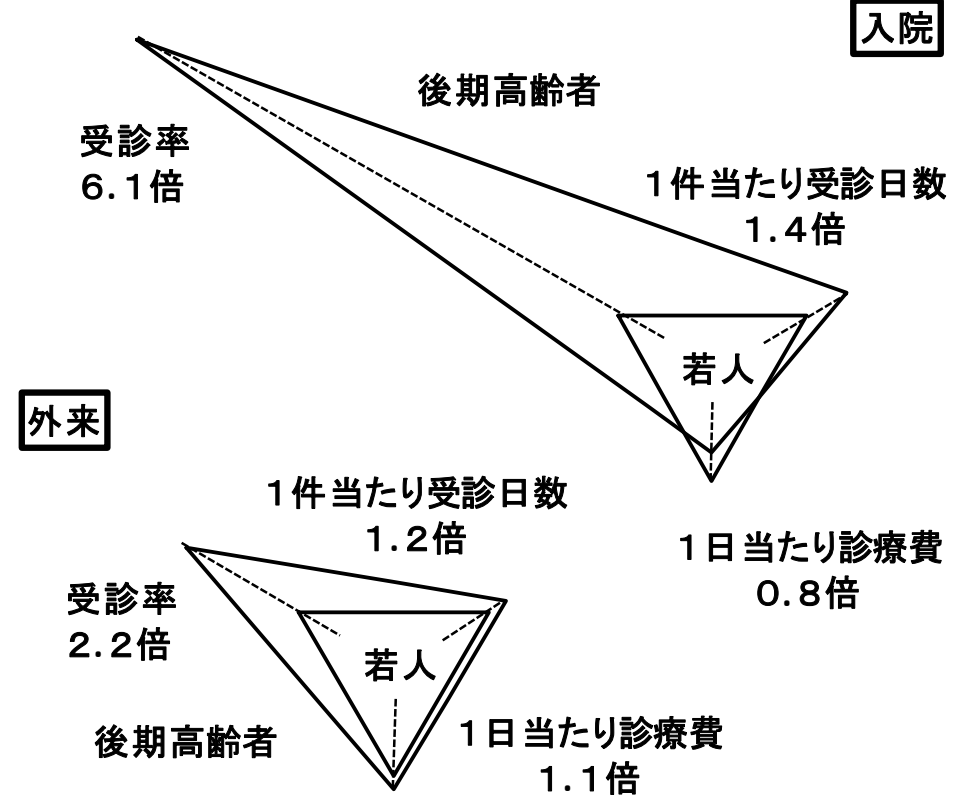 入院
後期高齢者
受診率
６.１倍
１件当たり受診日数
１.４倍
若人
１日当たり診療費
０.８倍
外来
１件当たり受診日数
１.２倍
受診率
２.２倍
若人
後期高齢者
１日当たり診療費
１.１倍